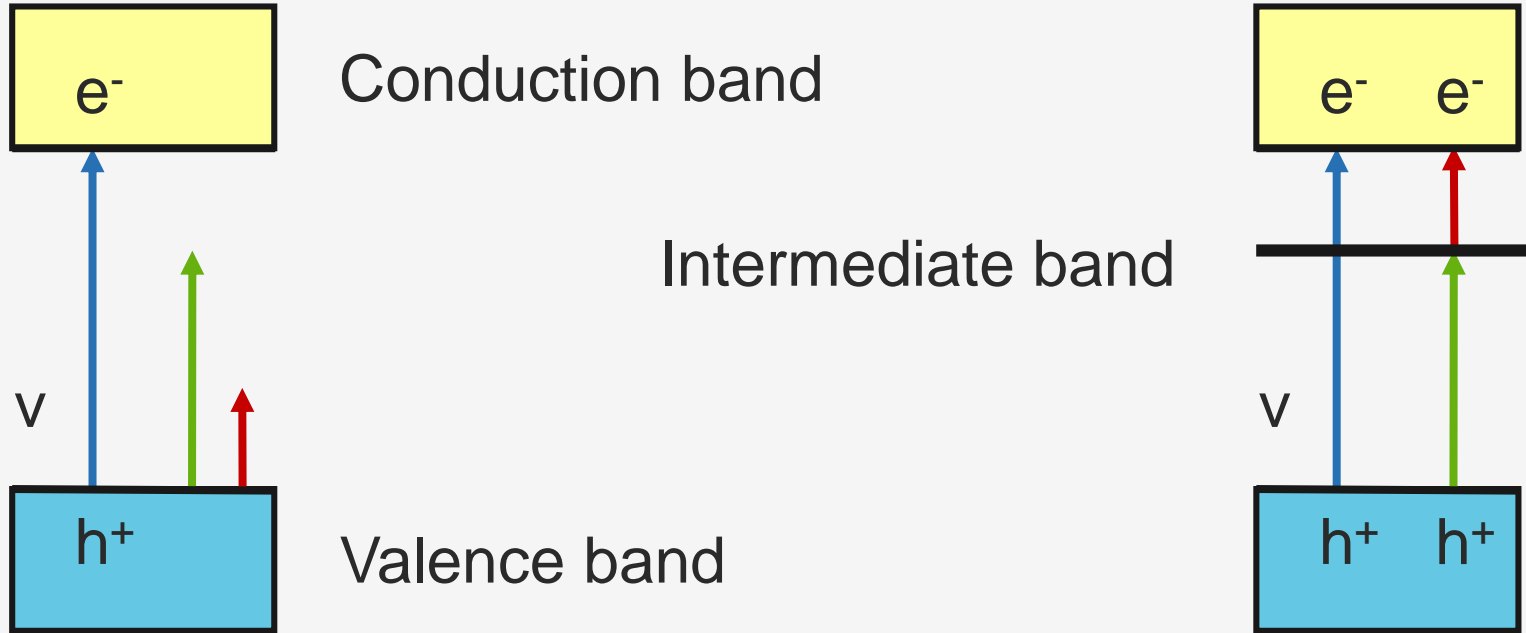 e⁻
Conduction band
e⁻ e⁻
Intermediate band
v
v
h⁺
Valence band
h⁺ h⁺